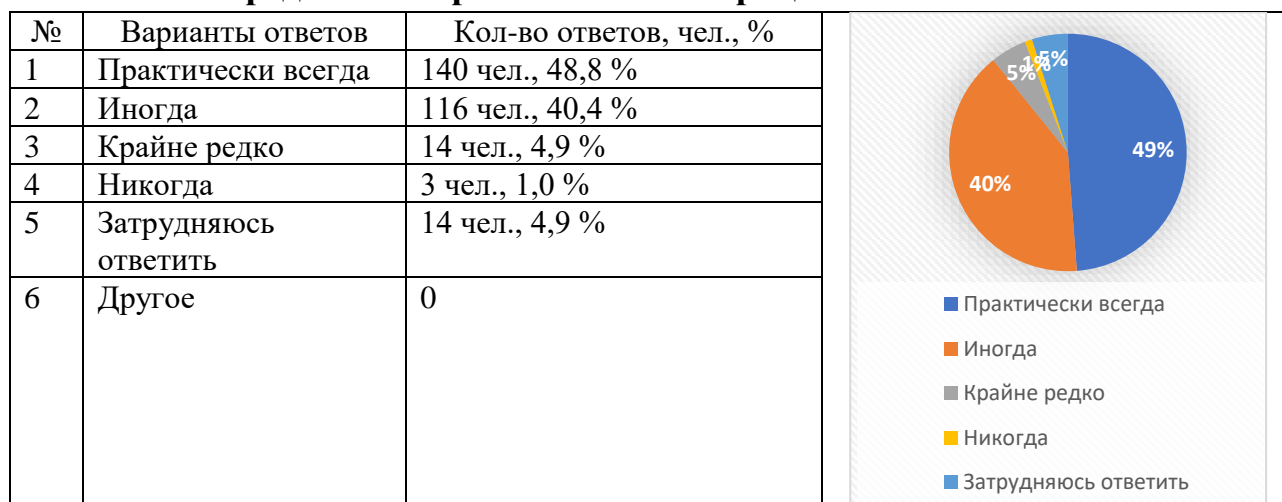 № Варианты ответов Кол-во ответов, чел., %
1 Практически всегда 140 чел., 48,8 %
2 Иногда 116 чел., 40,4 %
3 Крайне редко 14 чел., 4,9 %
4 Никогда 3 чел., 1,0 %
5 Затрудняюсь 14 чел., 4,9 %
ответить
6 Другое 0
5% 1% 5%
49%
40%
Практически всегда
Иногда
Крайне редко
Никогда
Затрудняюсь ответить